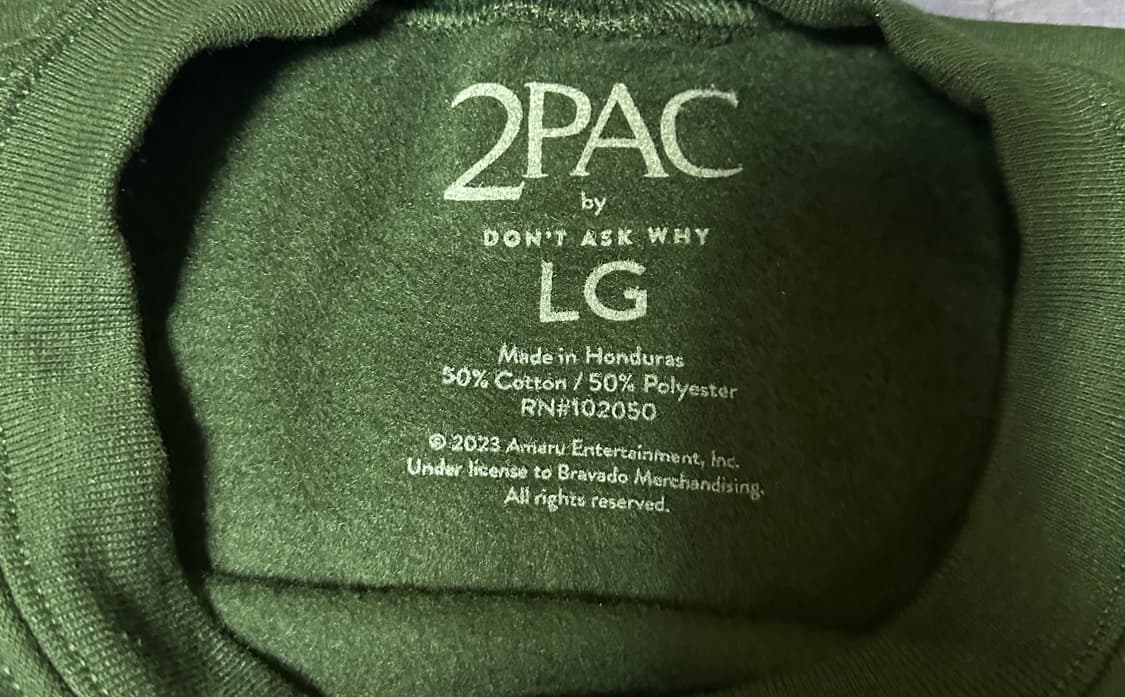 2PAC
by
DON'T ASK WHY
LG
Made in Honduras
50% Cotton / 50% Polyester
RN#102050
© 2023 Amaru Entertainment, Inc.
Under license to Bravado Merchandising.
All rights reserved.